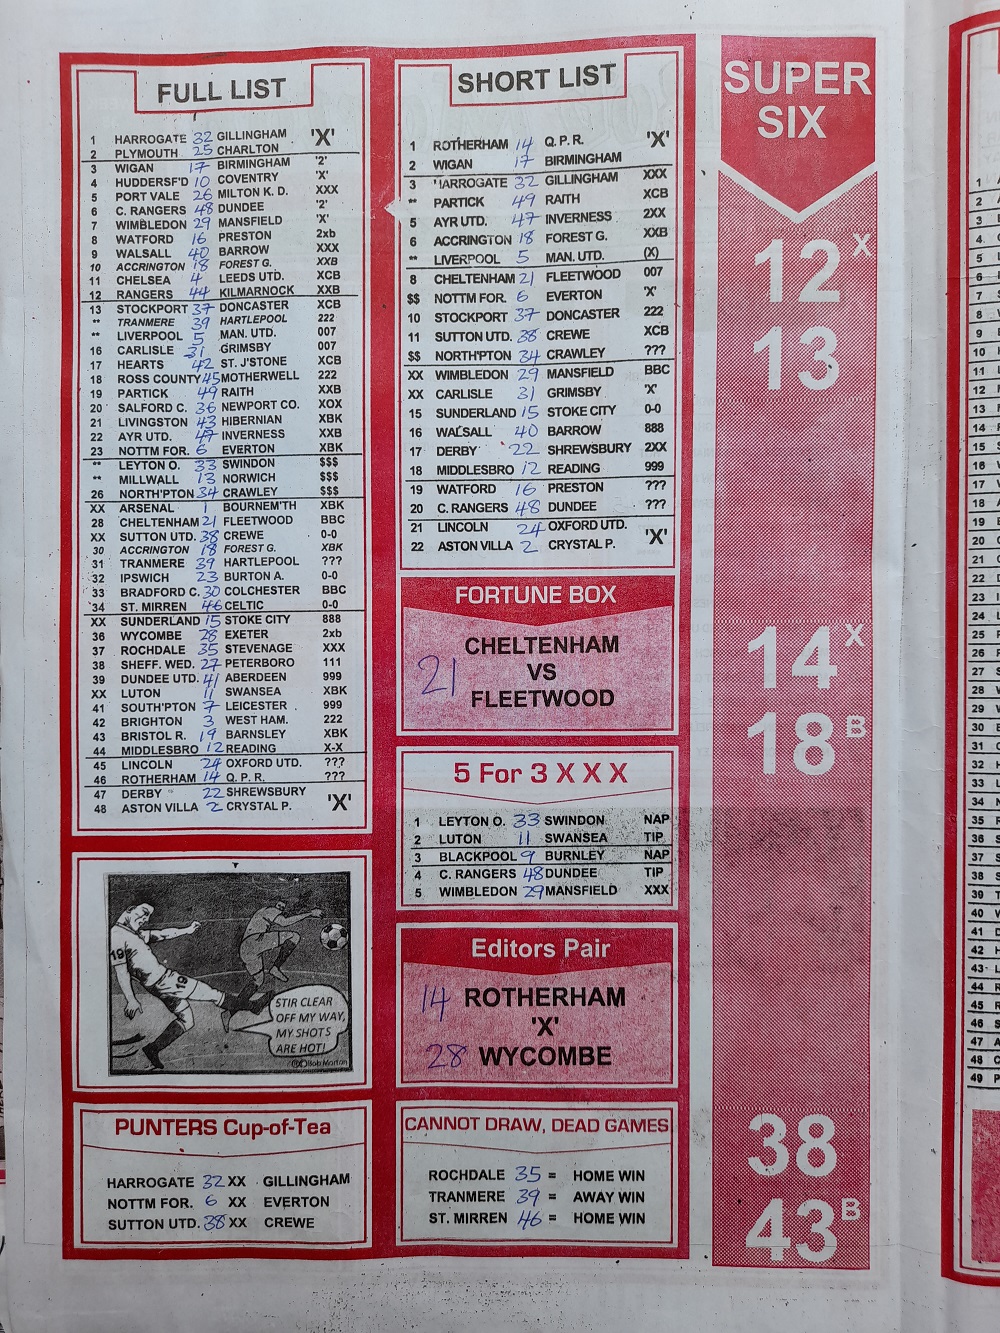 FULL LIST
1 HARROGATE 32 GILLINGHAM 'X'
2 PLYMOUTH 25 CHARLTON
3 WIGAN 17 BIRMINGHAM '2'
4 HUDDERSF'D 10 COVENTRY 'X'
5 PORT VALE 26 MILTON K. D. XXX
6 C. RANGERS 48 DUNDEE '2'
7 WIMBLEDON 29 MANSFIELD 'X'
8 WATFORD 16 PRESTON 2xb
9 WALSALL 40 BARROW XXX
10 ACCRINGTON 18 FOREST G. XXB
11 CHELSEA 4 LEEDS UTD. XCB
12 RANGERS 44 KILMARNOCK XXB
13 STOCKPORT 37 DONCASTER XCB
** TRANMERE 39 HARTLEPOOL 222
** LIVERPOOL 5 MAN. UTD. 007
16 CARLISLE 31 GRIMSBY 007
17 HEARTS 42 ST. J'STONE XCB
18 ROSS COUNTY 45 MOTHERWELL 222
19 PARTICK 49 RAITH XXB
20 SALFORD C. 36 NEWPORT CO. XOX
21 LIVINGSTON 43 HIBERNIAN XBK
22 AYR UTD. 47 INVERNESS XXB
23 NOTTM FOR. 6 EVERTON XBK
** LEYTON O. 33 SWINDON $$$
** MILLWALL 13 NORWICH $$$
26 NORTH'PTON 34 CRAWLEY $$$
XX ARSENAL 1 BOURNEM'TH XBK
28 CHELTENHAM 21 FLEETWOOD BBC
XX SUTTON UTD. 38 CREWE 0-0
30 ACCRINGTON 18 FOREST G. XBK
31 TRANMERE 39 HARTLEPOOL ???
32 IPSWICH 23 BURTON A. 0-0
33 BRADFORD C. 30 COLCHESTER BBC
34 ST. MIRREN 46 CELTIC 0-0
XX SUNDERLAND 15 STOKE CITY 888
36 WYCOMBE 28 EXETER 2xb
37 ROCHDALE 35 STEVENAGE XXX
38 SHEFF. WED. 27 PETERBORO 111
39 DUNDEE UTD. 41 ABERDEEN 999
XX LUTON 11 SWANSEA XBK
41 SOUTH'PTON 7 LEICESTER 999
42 BRIGHTON 3 WEST HAM. 222
43 BRISTOL R. 19 BARNSLEY XBK
44 MIDDLESBRO 12 READING X-X
45 LINCOLN 24 OXFORD UTD. ???
46 ROTHERHAM 14 Q. P. R. ???
47 DERBY 22 SHREWSBURY
48 ASTON VILLA 2 CRYSTAL P. 'X'
19
19
STIR CLEAR
OFF MY WAY,
MY SHOTS
ARE HOT!
Bob Morton
PUNTERS Cup-of-Tea
HARROGATE 32 XX GILLINGHAM
NOTTM FOR. 6 XX EVERTON
SUTTON UTD. 38 XX CREWE
SHORT LIST
1 ROTHERHAM 14 Q. P. R. 'X'
2 WIGAN 17 BIRMINGHAM
3 HARROGATE 32 GILLINGHAM XXX
** PARTICK 49 RAITH XCB
5 AYR UTD. 47 INVERNESS 2XX
6 ACCRINGTON 18 FOREST G. XXB
** LIVERPOOL 5 MAN. UTD. (X)
8 CHELTENHAM 21 FLEETWOOD 007
$$ NOTTM FOR. 6 EVERTON 'X'
10 STOCKPORT 37 DONCASTER 222
11 SUTTON UTD. 38 CREWE XCB
$$ NORTH'PTON 34 CRAWLEY ???
XX WIMBLEDON 29 MANSFIELD BBC
XX CARLISLE 31 GRIMSBY 'X'
15 SUNDERLAND 15 STOKE CITY 0-0
16 WALSALL 40 BARROW 888
17 DERBY 22 SHREWSBURY 2XX
18 MIDDLESBRO 12 READING 999
19 WATFORD 16 PRESTON ???
20 C. RANGERS 48 DUNDEE ???
21 LINCOLN 24 OXFORD UTD.
22 ASTON VILLA 2 CRYSTAL P. 'X'
FORTUNE BOX
CHELTENHAM
21 VS
FLEETWOOD
5 For 3 X X X
1 LEYTON O. 33 SWINDON NAP
2 LUTON 11 SWANSEA TIP
3 BLACKPOOL 9 BURNLEY NAP
4 C. RANGERS 48 DUNDEE TIP
5 WIMBLEDON 29 MANSFIELD XXX
Editors Pair
14 ROTHERHAM
'X'
28 WYCOMBE
CANNOT DRAW, DEAD GAMES
ROCHDALE 35 = HOME WIN
TRANMERE 39 = AWAY WIN
ST. MIRREN 46 = HOME WIN
SUPER
SIX
12 X
13
14 X
18 B
38
43 B